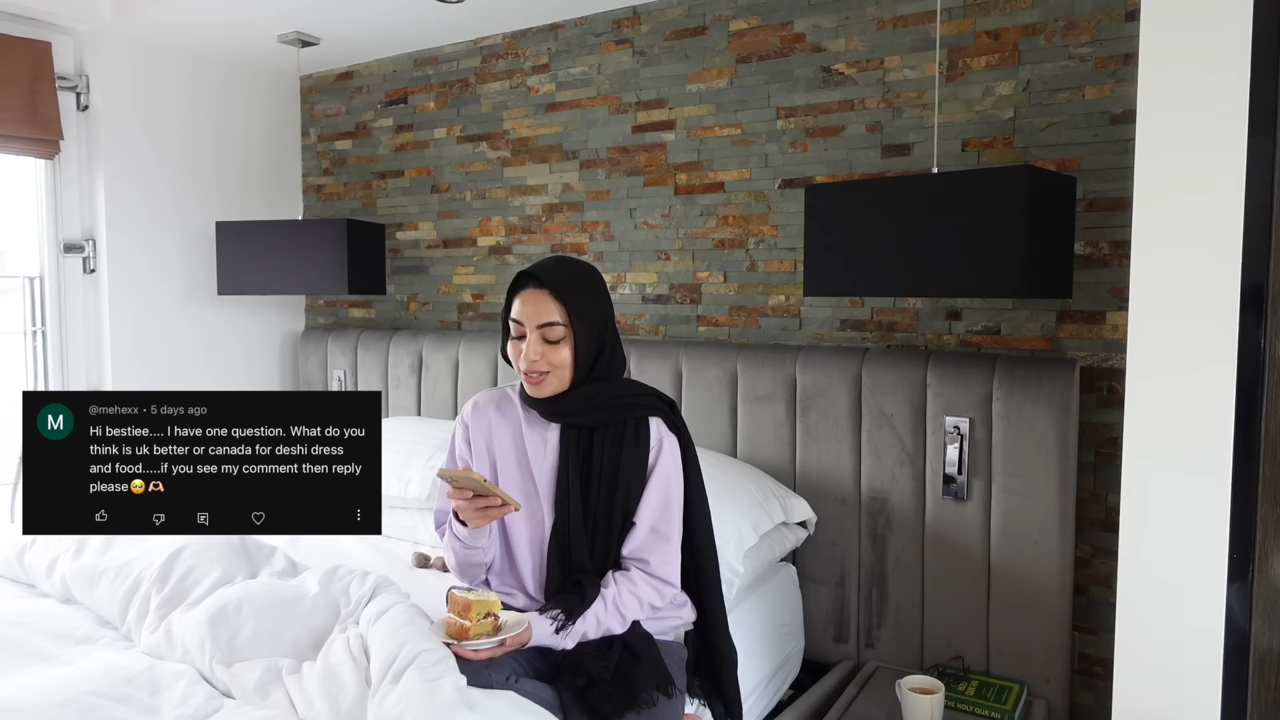 M
@mehexx • 5 days ago
Hi bestiee.... I have one question. What do you
think is uk better or canada for deshi dress
and food.....if you see my comment then reply
please🥺🫶🏼
THE HOLY QUR'AN